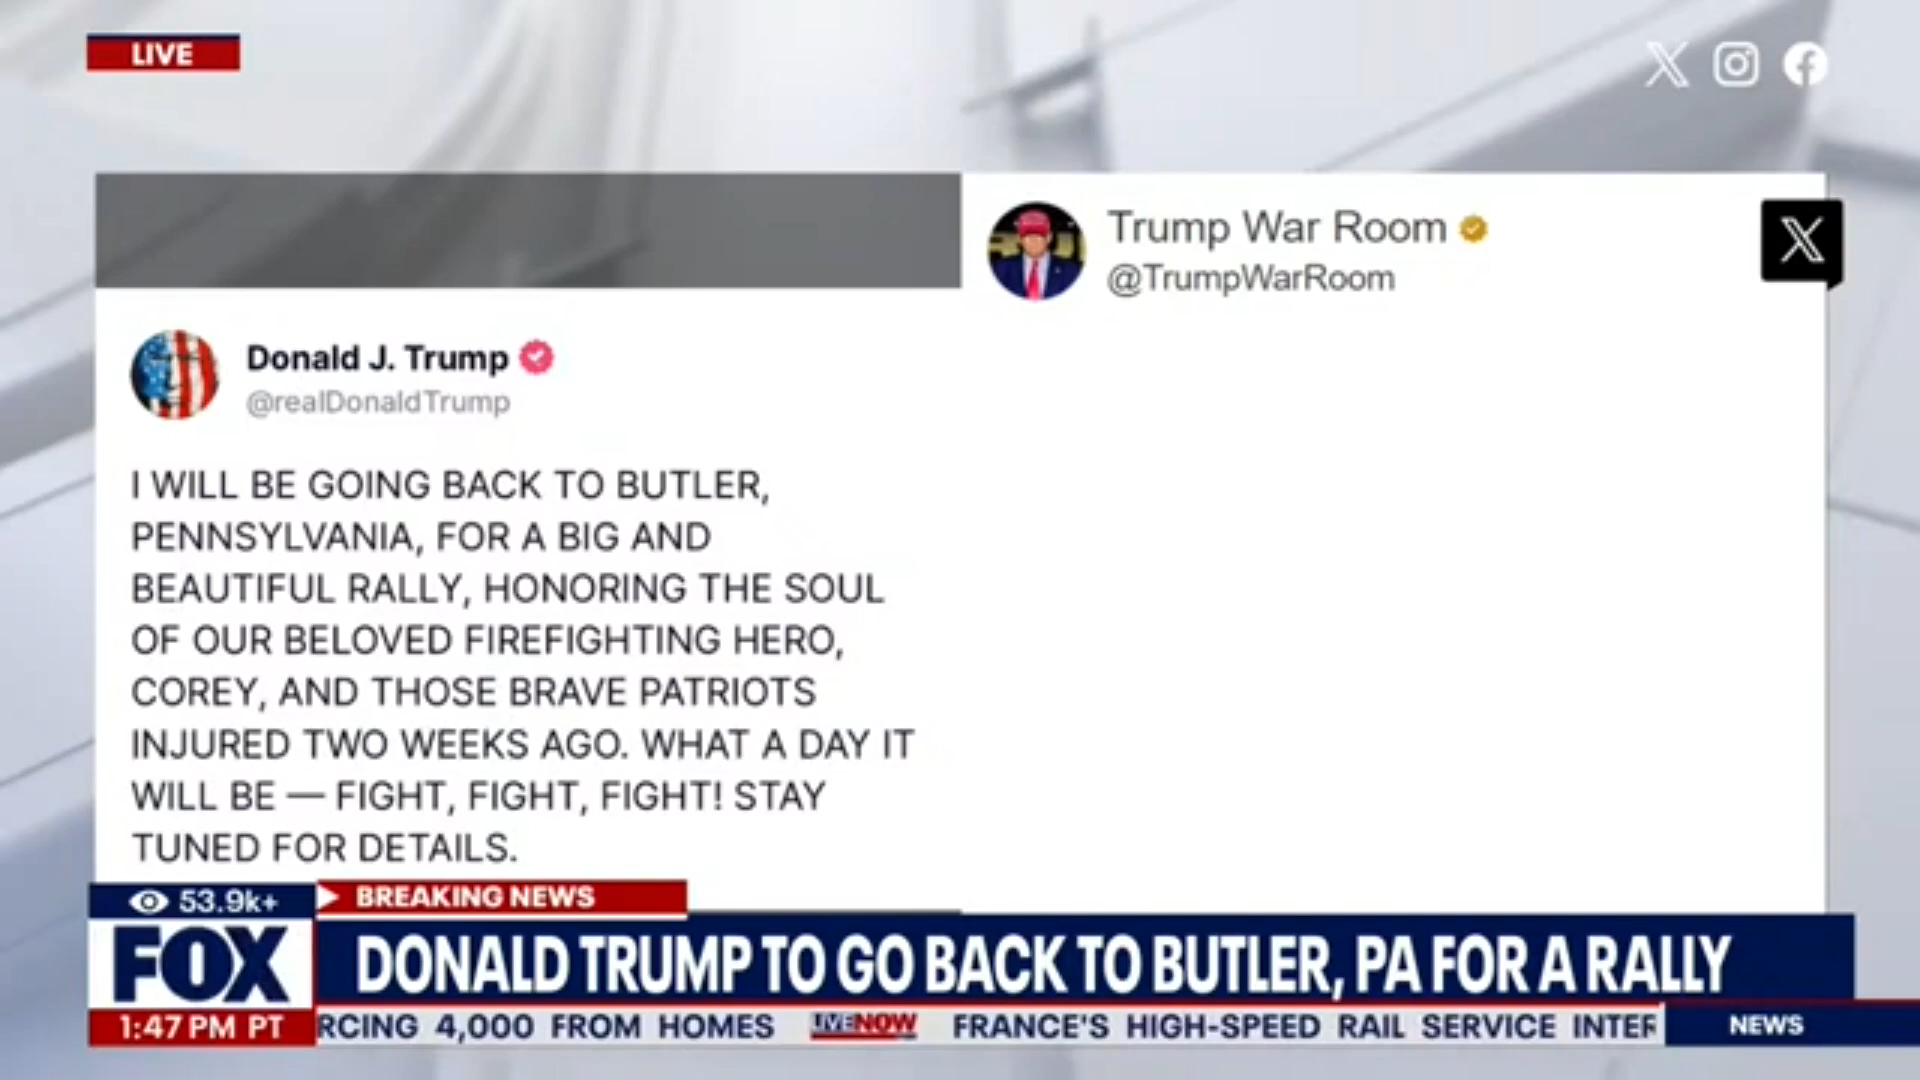 LIVE
Trump War Room
@TrumpWarRoom
Donald J. Trump
@realDonaldTrump
I WILL BE GOING BACK TO BUTLER,
PENNSYLVANIA, FOR A BIG AND
BEAUTIFUL RALLY, HONORING THE SOUL
OF OUR BELOVED FIREFIGHTING HERO,
COREY, AND THOSE BRAVE PATRIOTS
INJURED TWO WEEKS AGO. WHAT A DAY IT
WILL BE — FIGHT, FIGHT, FIGHT! STAY
TUNED FOR DETAILS.
53.9k+
BREAKING NEWS
FOX
DONALD TRUMP TO GO BACK TO BUTLER, PA FOR A RALLY
1:47 PM PT
RCING 4,000 FROM HOMES LIVENOW FRANCE'S HIGH-SPEED RAIL SERVICE INTER
NEWS